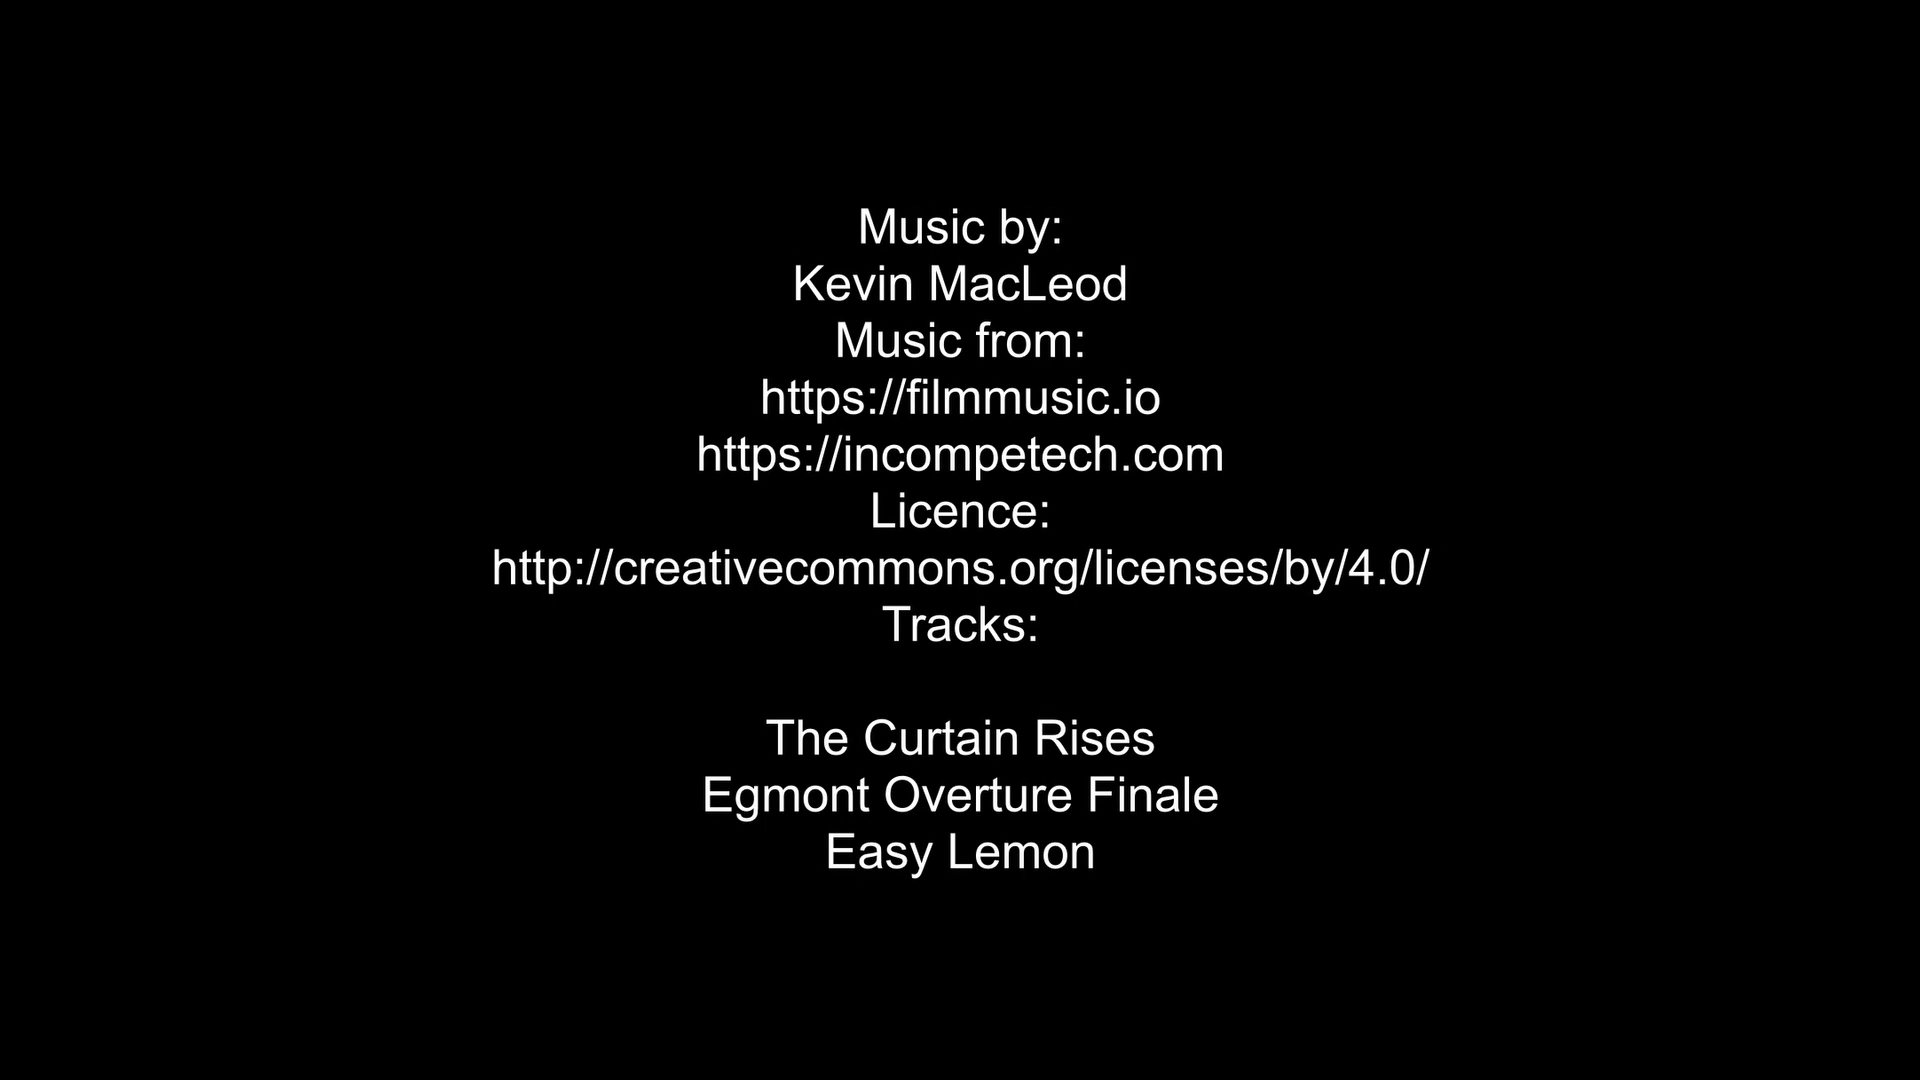 Music by:
Kevin MacLeod
Music from:
https://filmmusic.io
https://incompetech.com
Licence:
http://creativecommons.org/licenses/by/4.0/
Tracks:
The Curtain Rises
Egmont Overture Finale
Easy Lemon